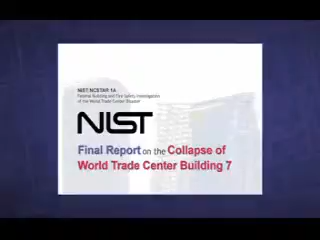 NIST NCSTAR 1A
Federal Building and Fire Safety Investigation
of the World Trade Center Disaster
NIST
Final Report on the Collapse of
World Trade Center Building 7